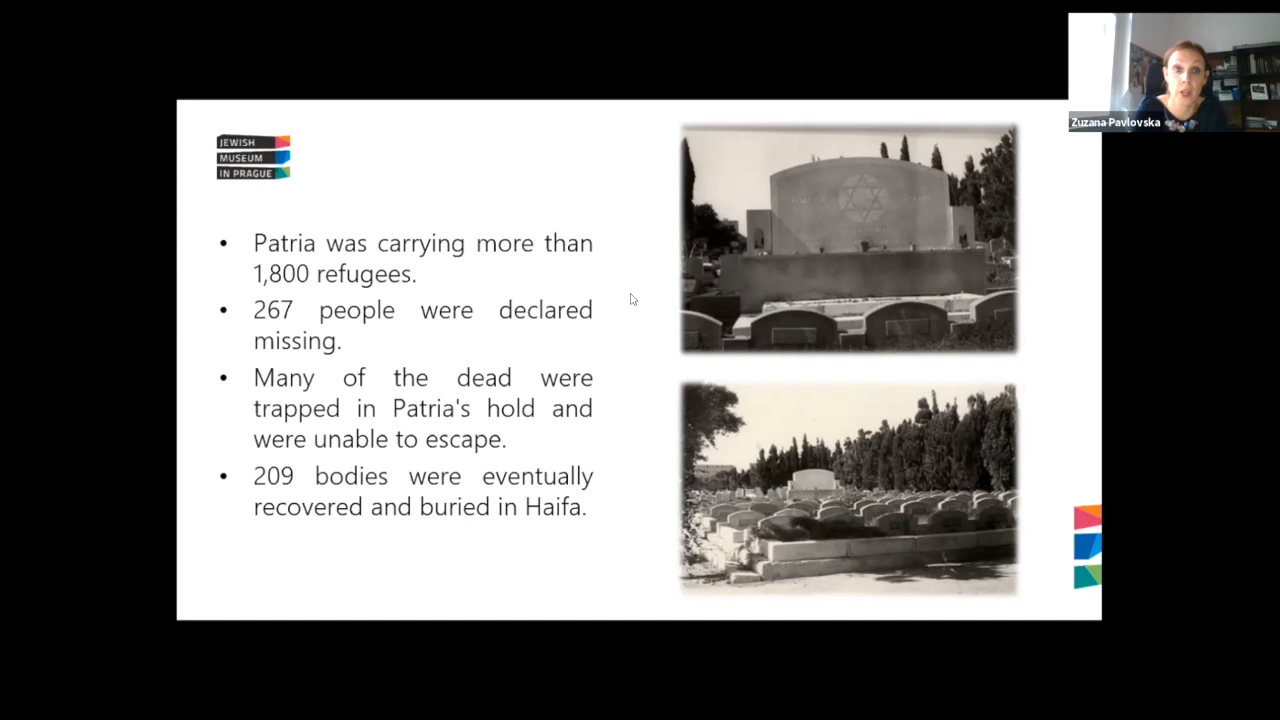 Zuzana Pavlovska
JEWISH
MUSEUM
IN PRAGUE
• Patria was carrying more than
1,800 refugees.
• 267 people were declared
missing.
• Many of the dead were
trapped in Patria's hold and
were unable to escape.
• 209 bodies were eventually
recovered and buried in Haifa.